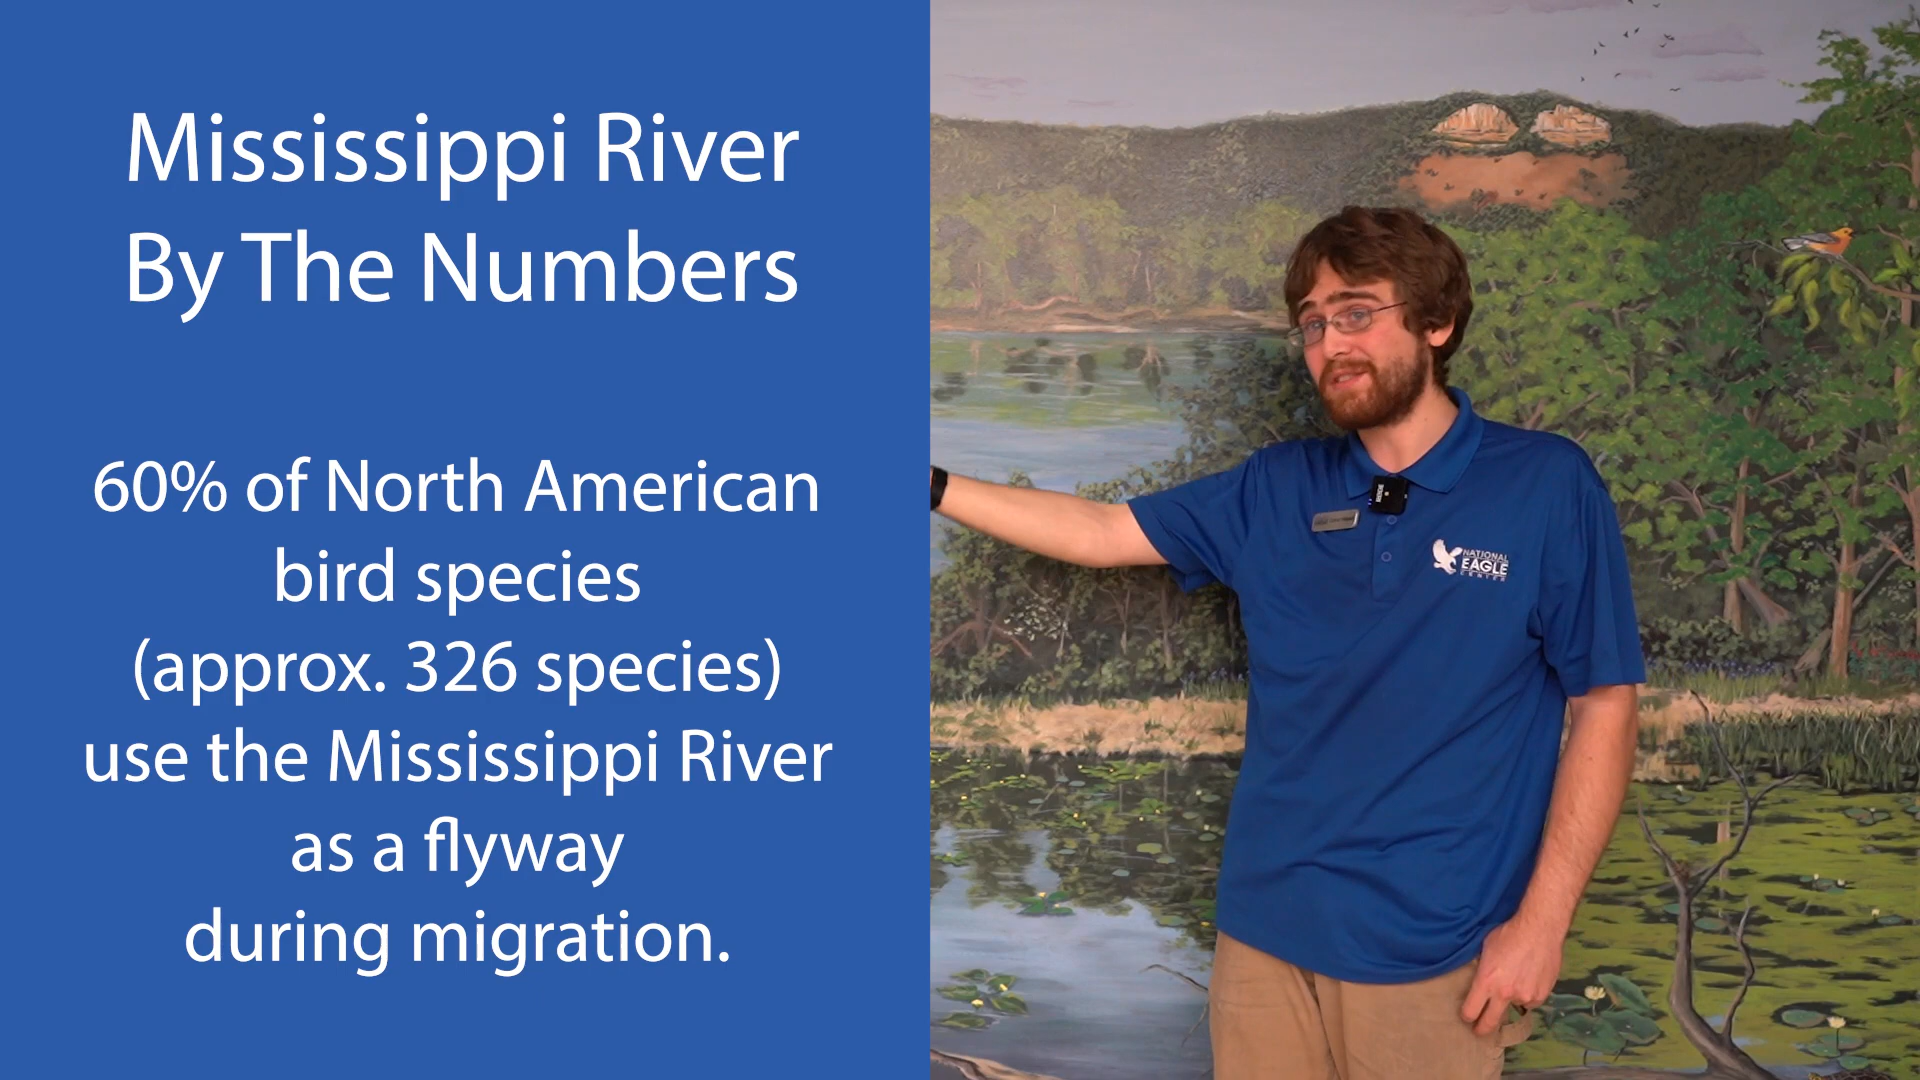 Mississippi River
By The Numbers
60% of North American
bird species
(approx. 326 species)
use the Mississippi River
as a flyway
during migration.
NATIONAL
EAGLE
CENTER